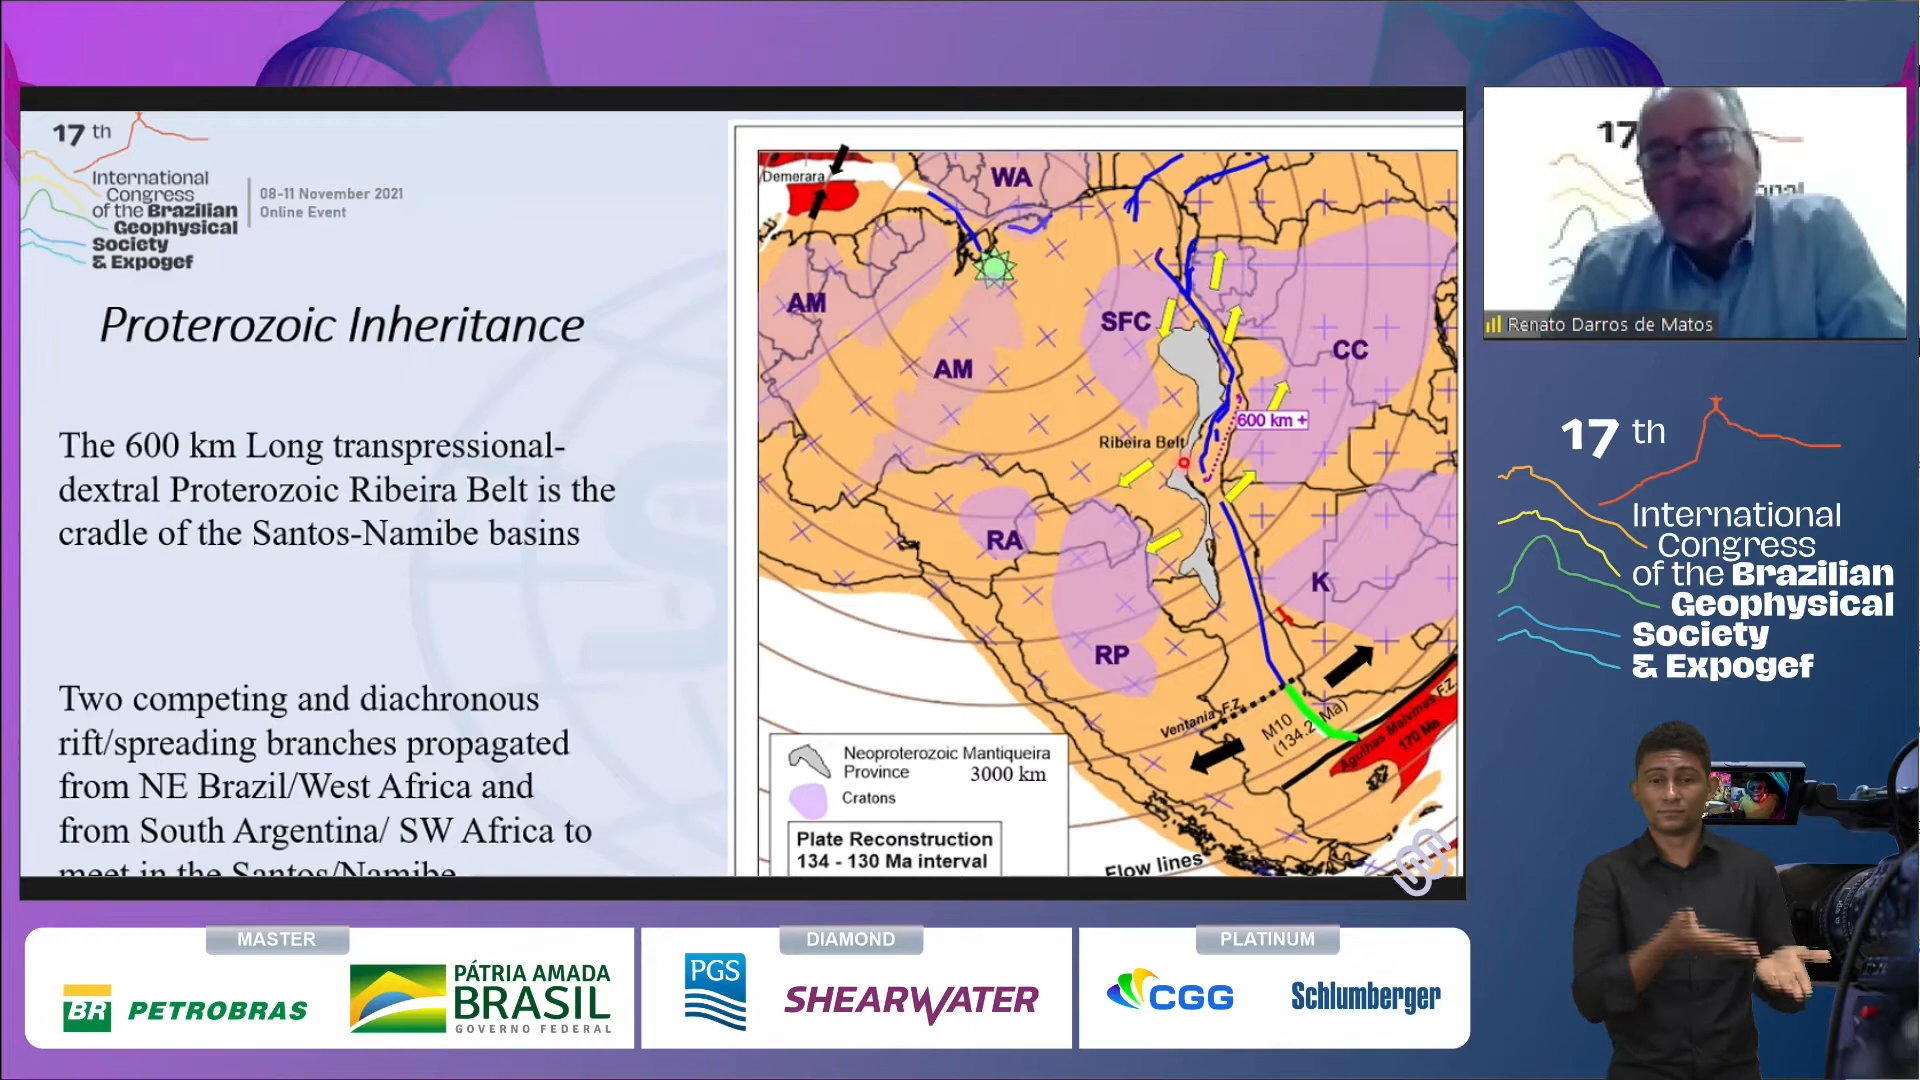 17 th
International
Congress
of the Brazilian
Geophysical
Society
& Expogef
08-11 November 2021
Online Event
Proterozoic Inheritance
The 600 km Long transpressional-
dextral Proterozoic Ribeira Belt is the
cradle of the Santos-Namibe basins
Two competing and diachronous
rift/spreading branches propagated
from NE Brazil/West Africa and
from South Argentina/ SW Africa to
meet in the Santos/Namibe
Demerara
WA
AM
SFC
CC
AM
600 km +
Ribeira Belt
RA
K
RP
Ventania F.Z.
M10
(134.2 Ma)
Agulhas Malvinas F.Z.
170 Ma
Neoproterozoic Mantiqueira
Province 3000 km
Cratons
Plate Reconstruction
134 - 130 Ma interval
Flow lines
17
Renato Darros de Matos
17 th
International
Congress
of the Brazilian
Geophysical
Society
& Expogef
MASTER
BR PETROBRAS
PÁTRIA AMADA
BRASIL
GOVERNO FEDERAL
DIAMOND
PGS
SHEARWATER
PLATINUM
CGG
Schlumberger